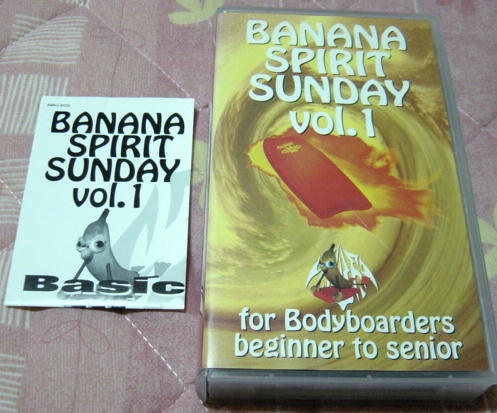 BANANA
SPIRIT
SUNDAY
vol.1
Basic
BANANA
SPIRIT
SUNDAY
vol.1
for Bodyboarders
beginner to senior